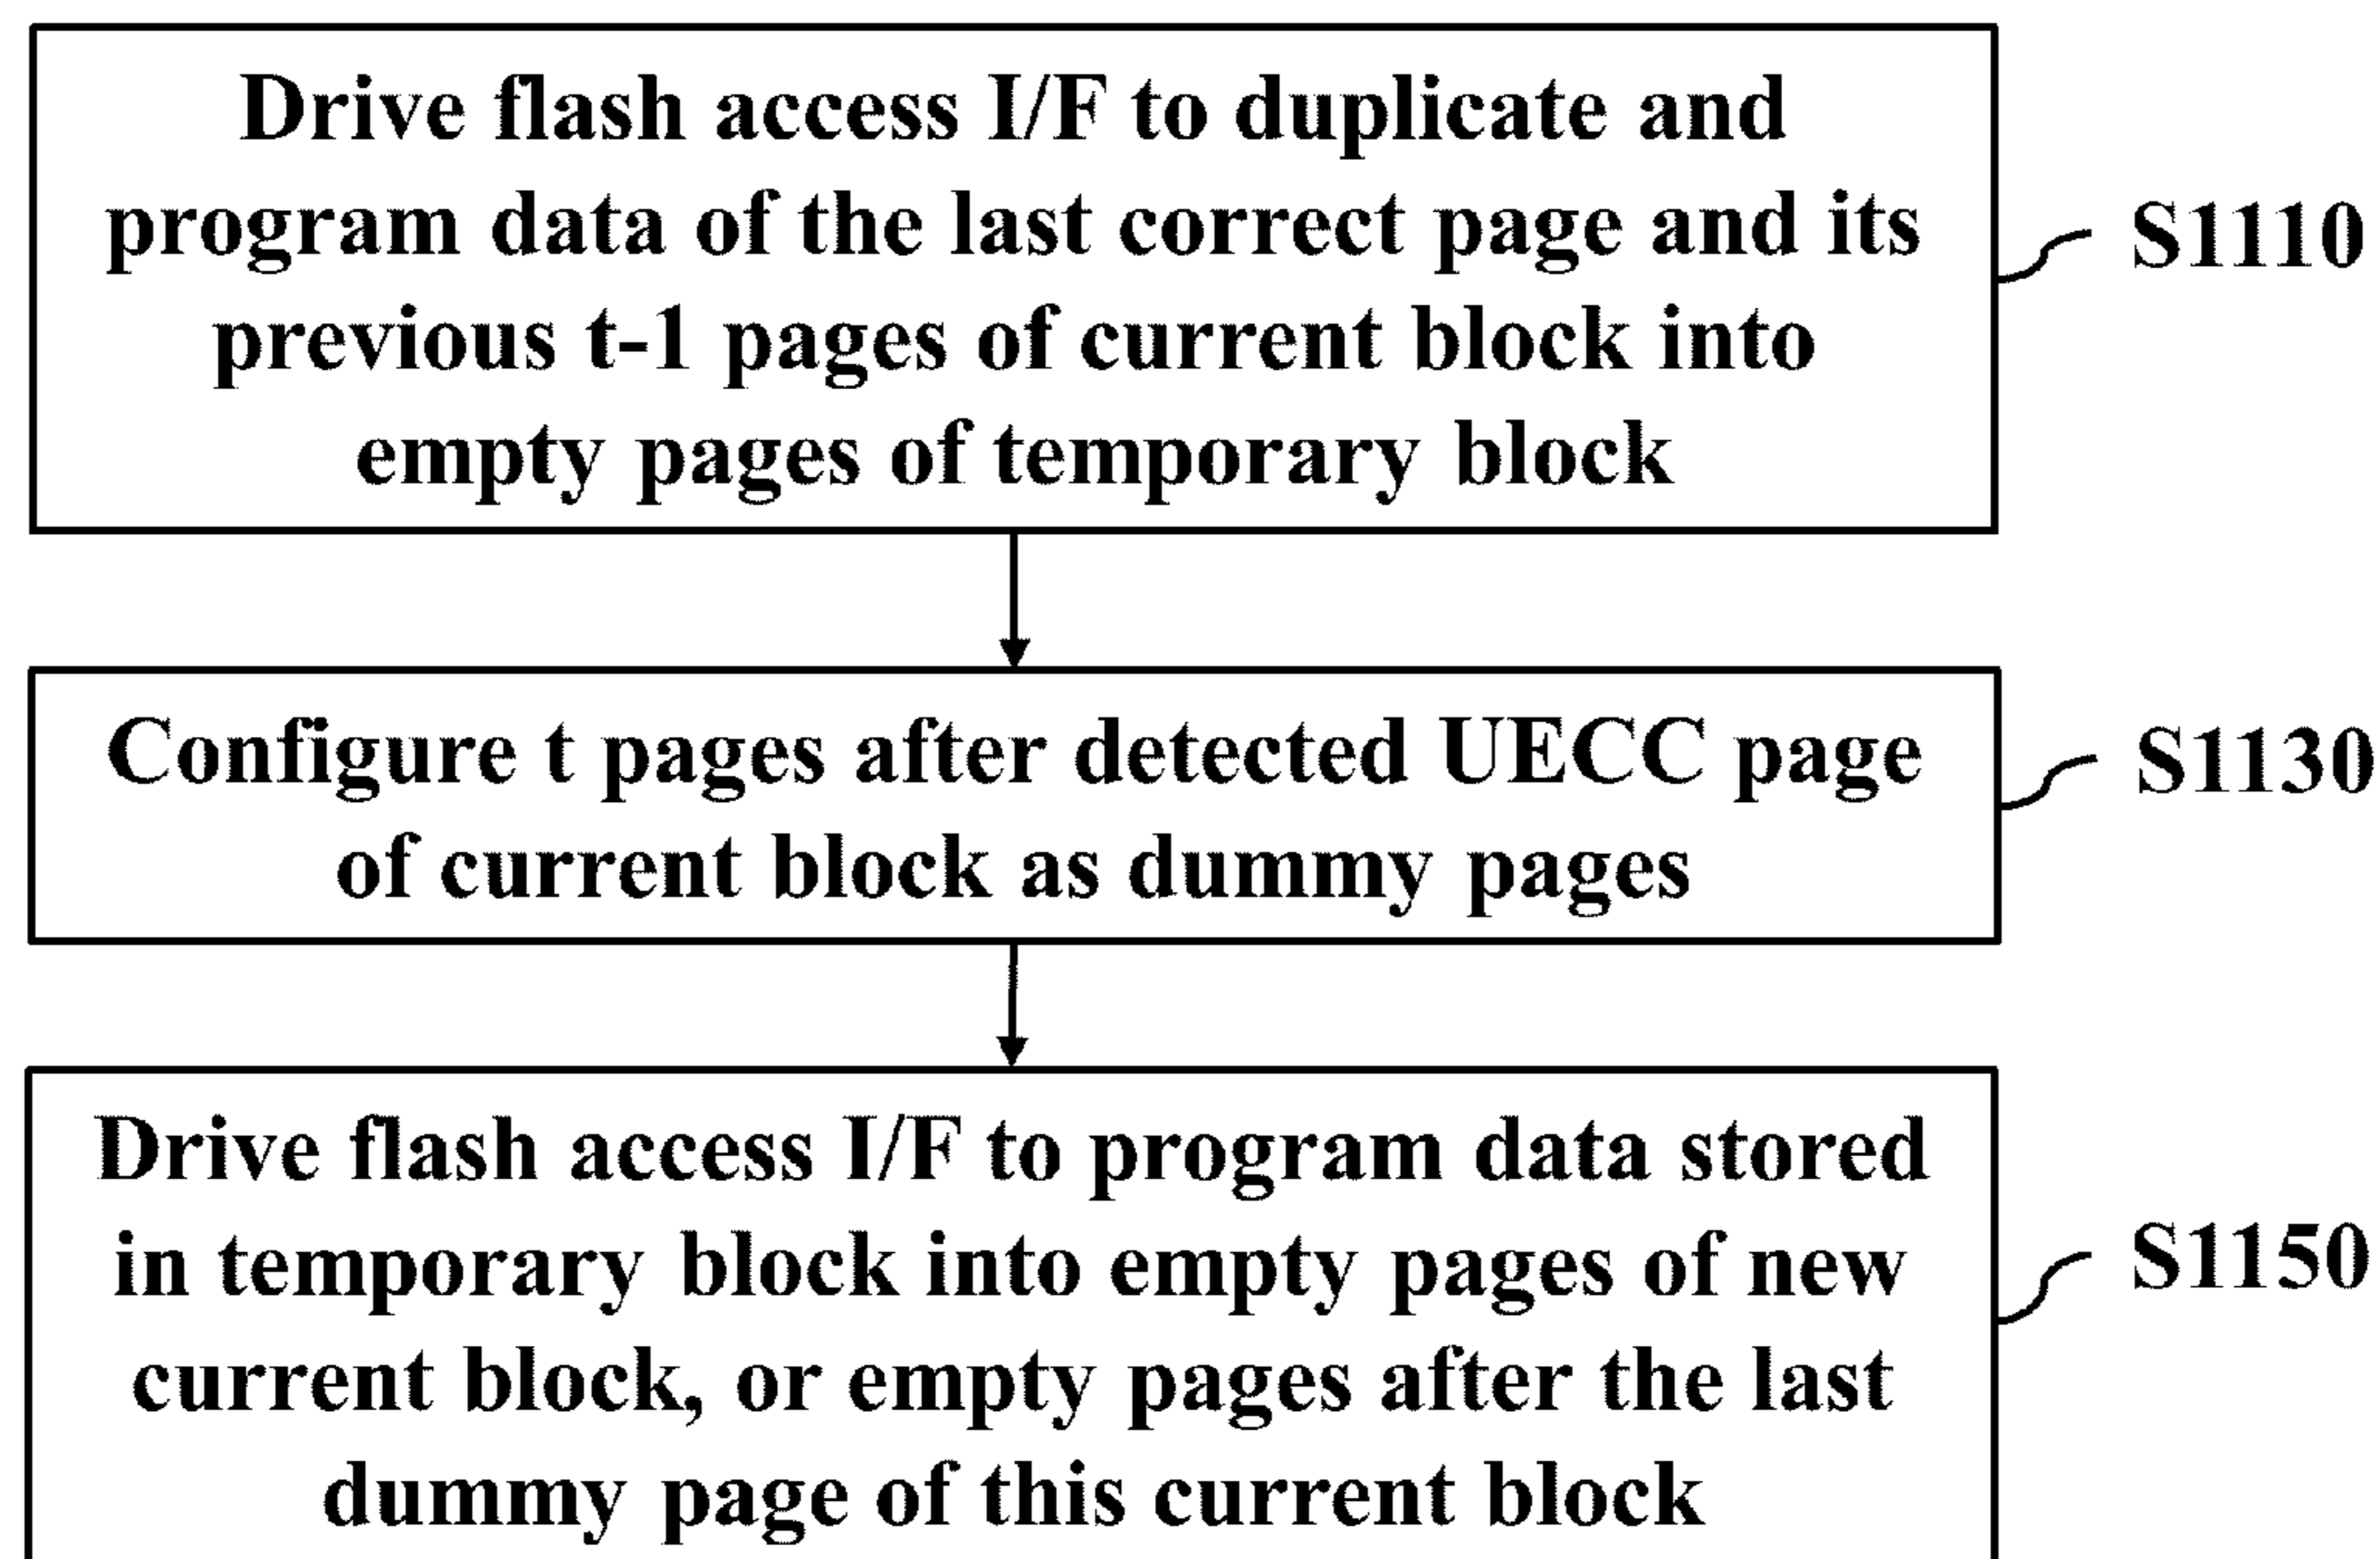 Drive flash access I/F to duplicate and
program data of the last correct page and its
previous t-1 pages of current block into
empty pages of temporary block
S1110
Configure t pages after detected UECC page
of current block as dummy pages
S1130
Drive flash access I/F to program data stored
in temporary block into empty pages of new
current block, or empty pages after the last
dummy page of this current block
S1150